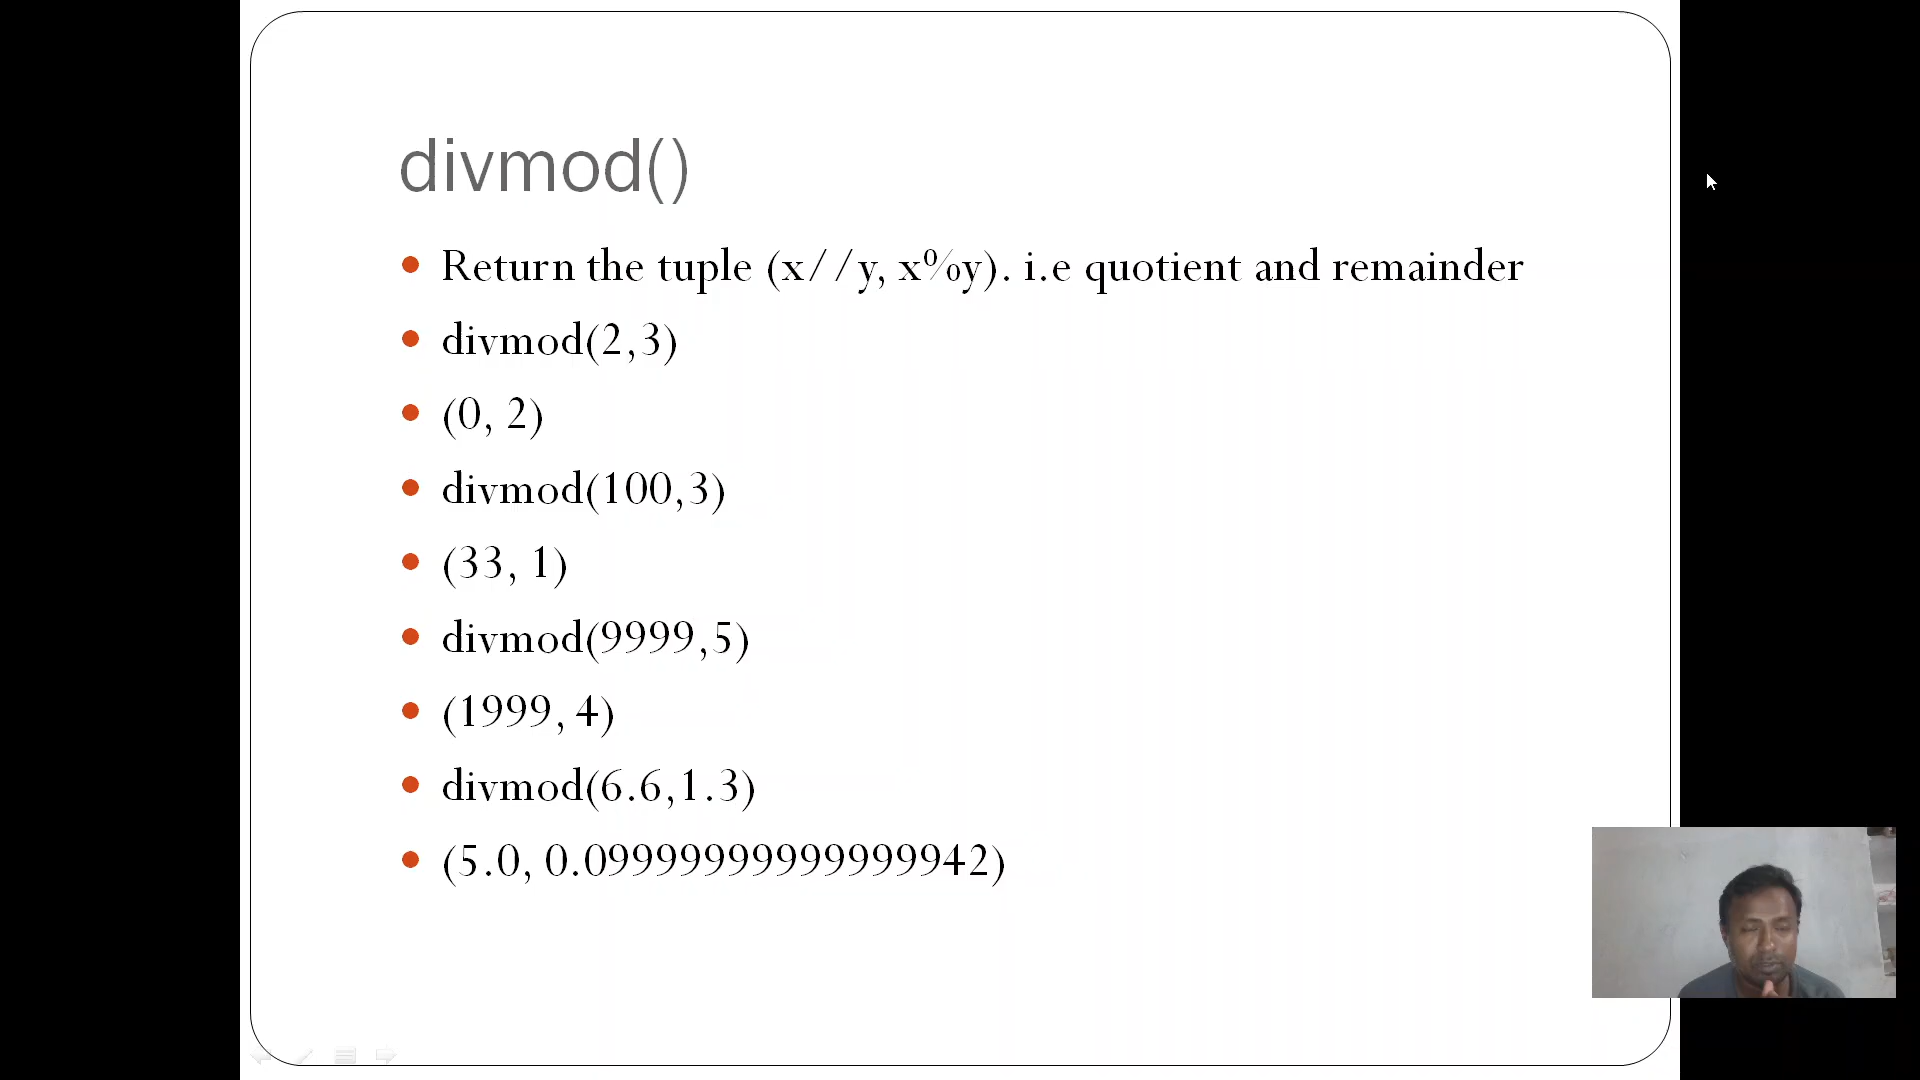 divmod()
Return the tuple (x//y, x%y). i.e quotient and remainder
divmod(2,3)
(0, 2)
divmod(100,3)
(33, 1)
divmod(9999,5)
(1999, 4)
divmod(6.6,1.3)
(5.0, 0.09999999999999942)